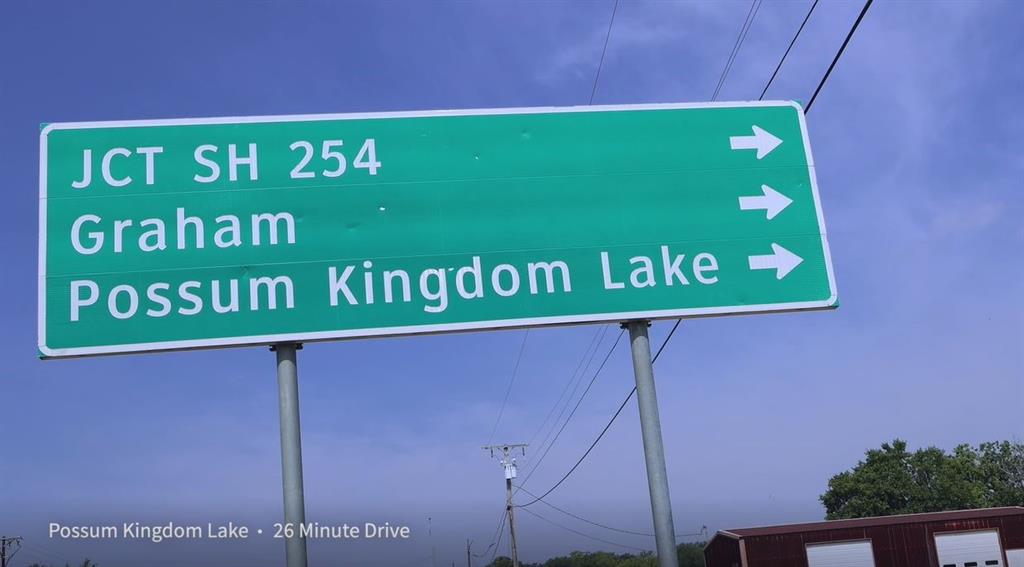 JCT SH 254
Graham
Possum Kingdom Lake
Possum Kingdom Lake • 26 Minute Drive